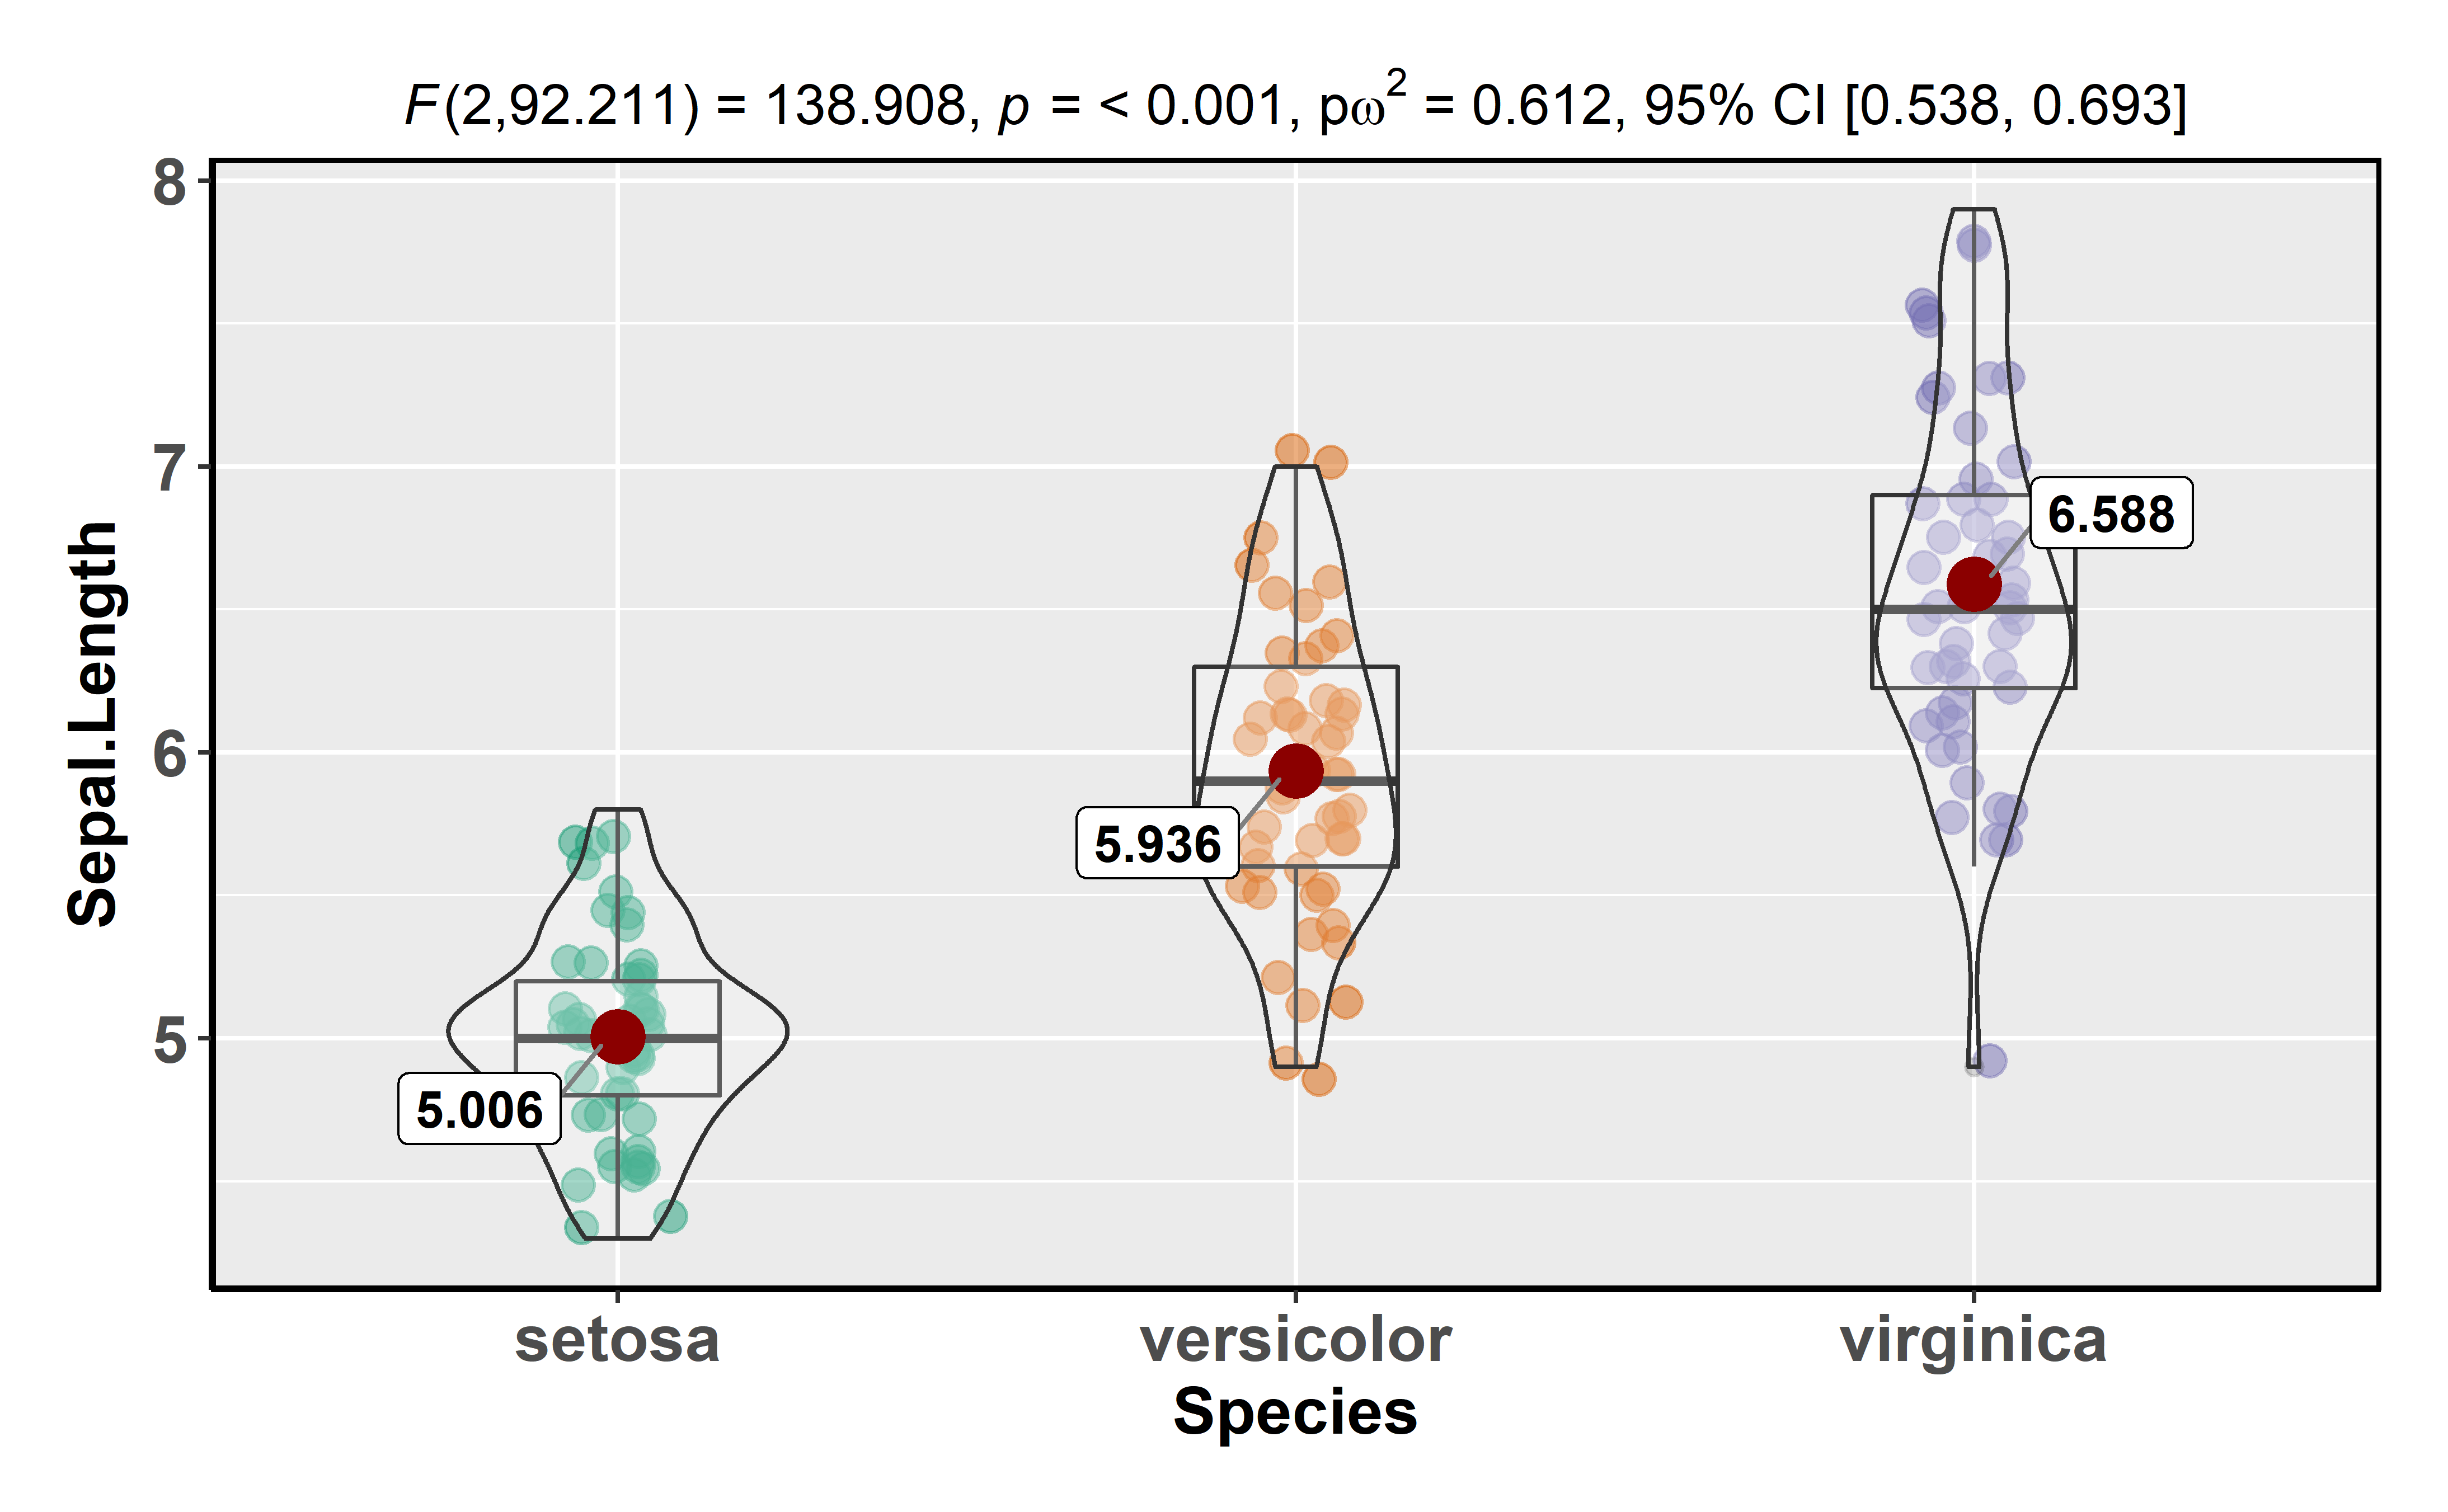 F(2,92.211) = 138.908, p = < 0.001, pω² = 0.612, 95% CI [0.538, 0.693]
8
7
6
5
Sepal.Length
6.588
5.936
5.006
setosa
versicolor
virginica
Species